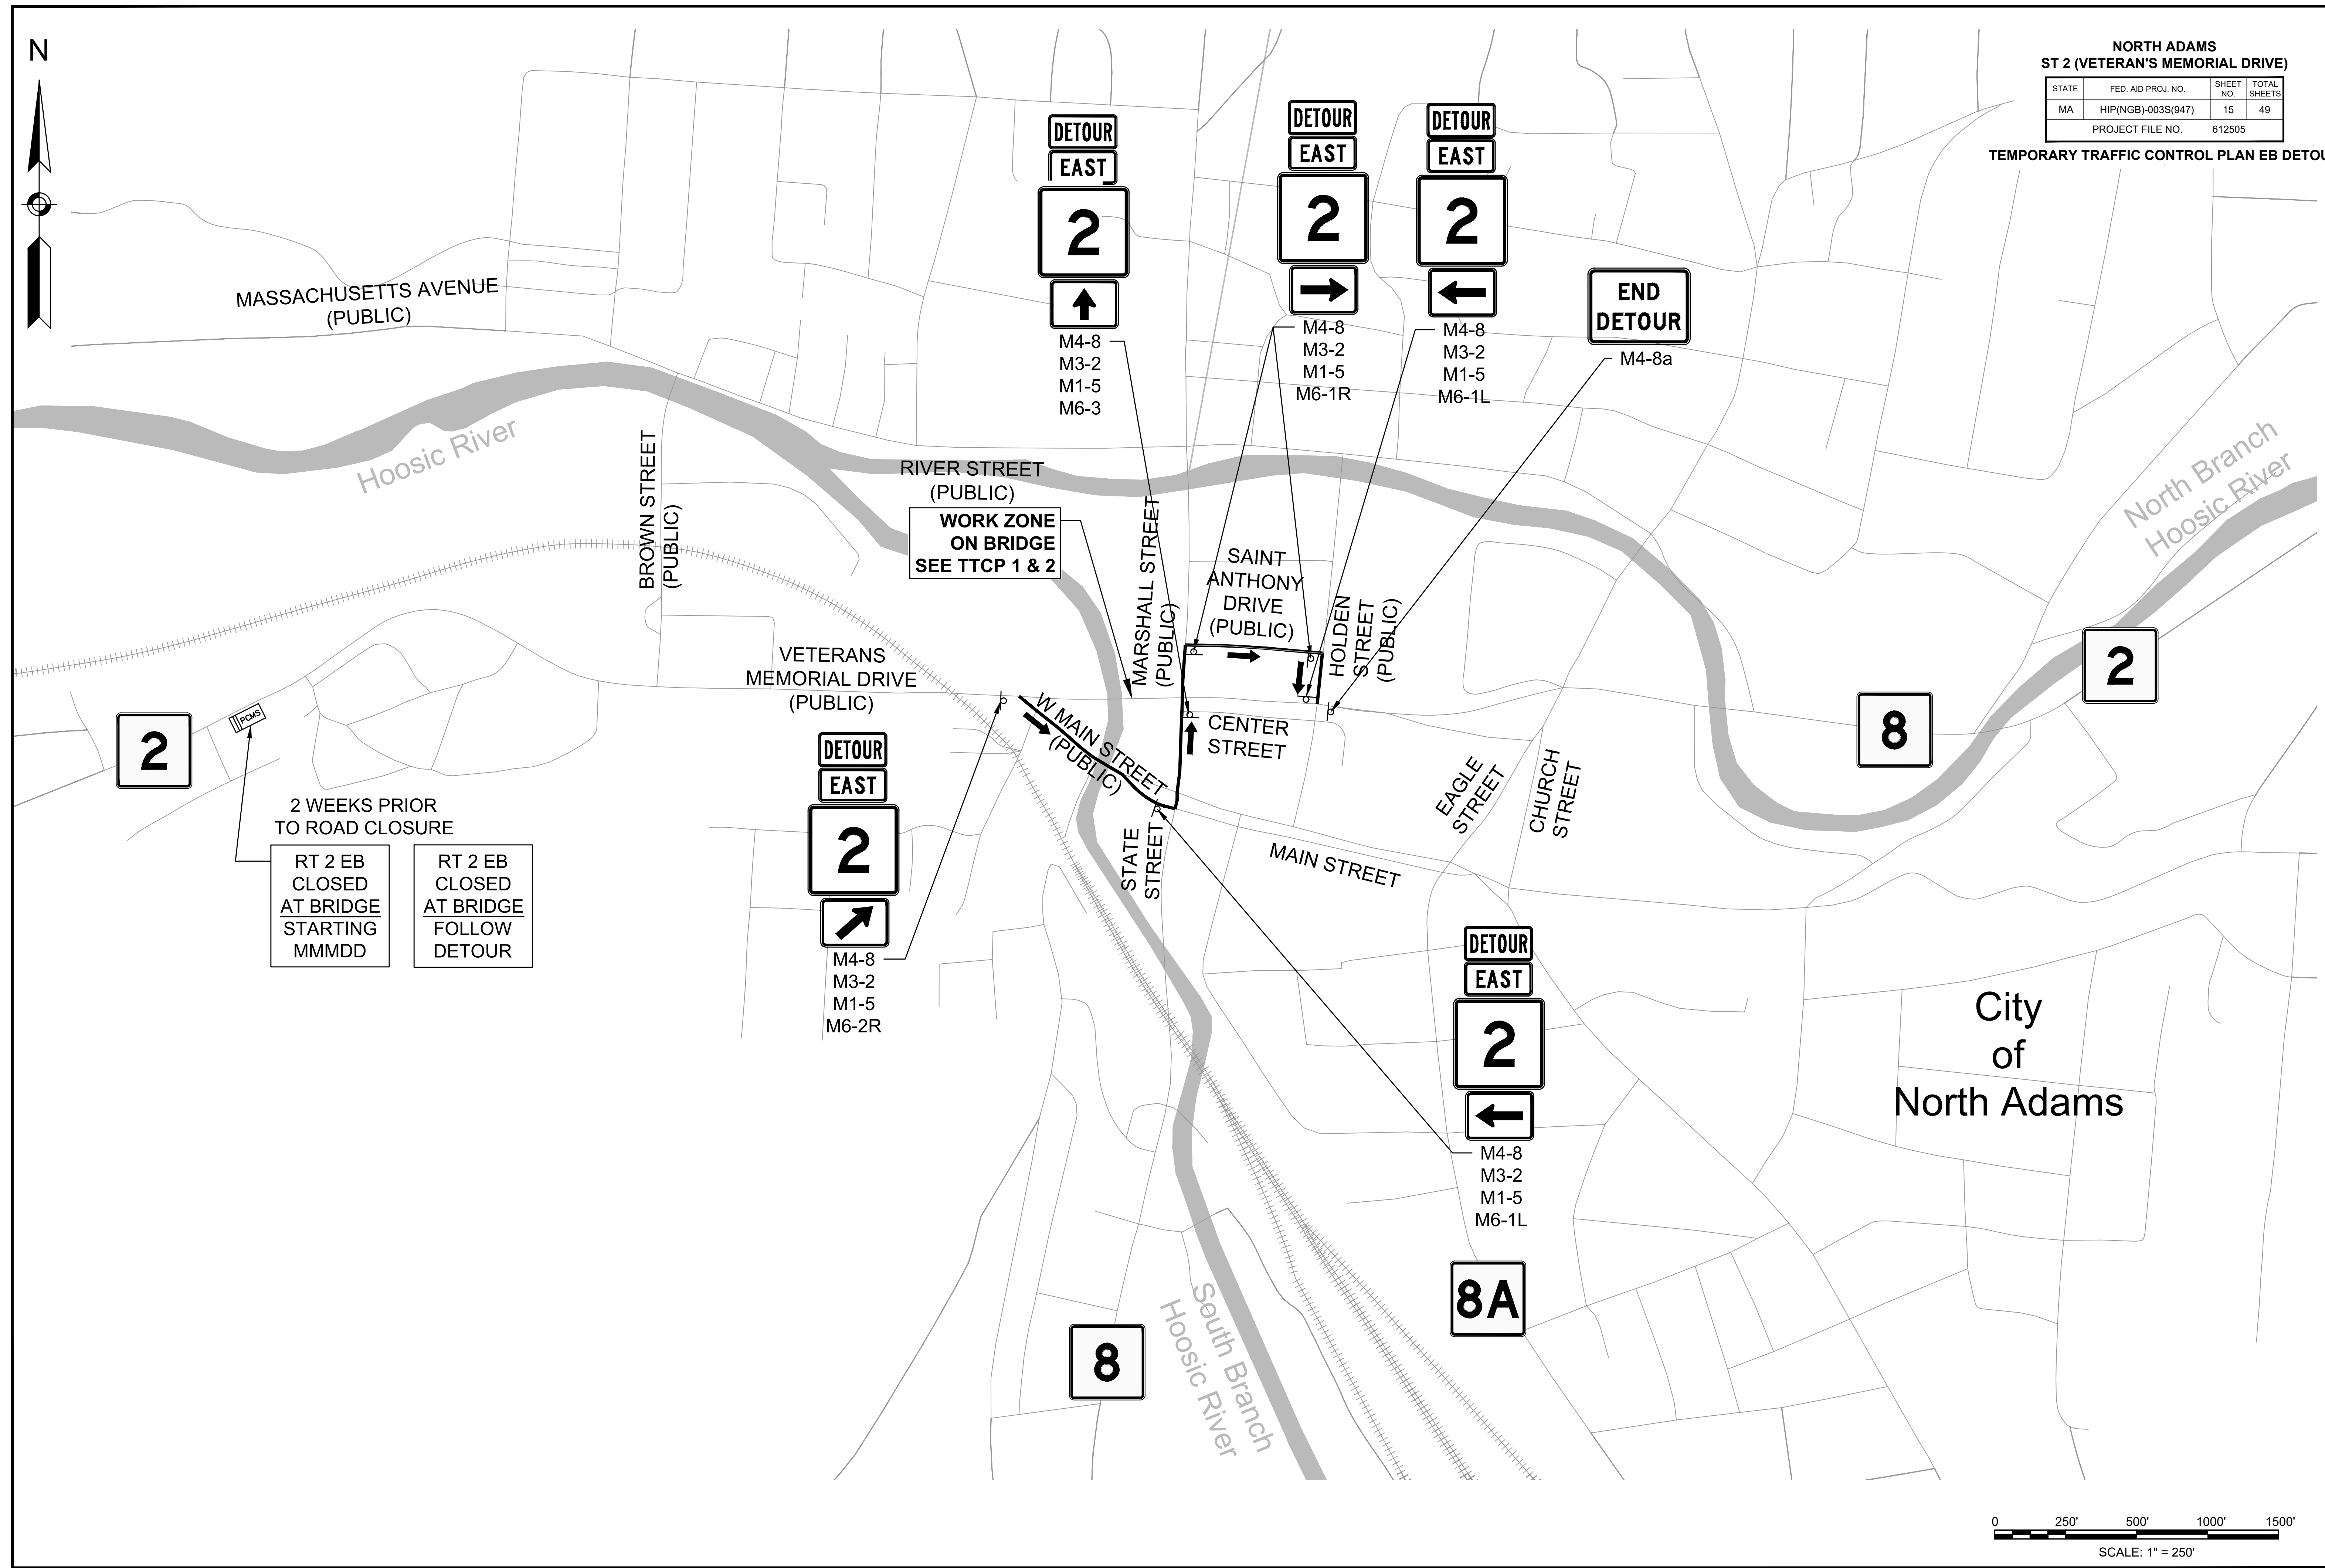 N
NORTH ADAMS
ST 2 (VETERAN'S MEMORIAL DRIVE)
STATE FED. AID PROJ. NO. SHEET NO. TOTAL SHEETS
MA HIP(NGB)-003S(947) 15 49
PROJECT FILE NO. 612505
TEMPORARY TRAFFIC CONTROL PLAN EB DETOU
DETOUR
EAST
2
M4-8
M3-2
M1-5
M6-3
DETOUR
EAST
2
M4-8
M3-2
M1-5
M6-1R
DETOUR
EAST
2
M4-8
M3-2
M1-5
M6-1L
END
DETOUR
M4-8a
MASSACHUSETTS AVENUE
(PUBLIC)
Hoosic River
BROWN STREET
(PUBLIC)
RIVER STREET
(PUBLIC)
WORK ZONE
ON BRIDGE
SEE TTCP 1 & 2
MARSHALL STREET
(PUBLIC)
SAINT
ANTHONY
DRIVE
(PUBLIC)
HOLDEN
STREET
(PUBLIC)
North Branch
Hoosic River
2
8
VETERANS
MEMORIAL DRIVE
(PUBLIC)
W MAIN STREET
(PUBLIC)
CENTER
STREET
EAGLE
STREET
CHURCH
STREET
STATE
STREET
MAIN STREET
2
PCMS
2 WEEKS PRIOR
TO ROAD CLOSURE
RT 2 EB
CLOSED
AT BRIDGE
STARTING
MMMDD
RT 2 EB
CLOSED
AT BRIDGE
FOLLOW
DETOUR
DETOUR
EAST
2
M4-8
M3-2
M1-5
M6-2R
DETOUR
EAST
2
M4-8
M3-2
M1-5
M6-1L
City
of
North Adams
8A
8
South Branch
Hoosic River
0 250' 500' 1000' 1500'
SCALE: 1" = 250'